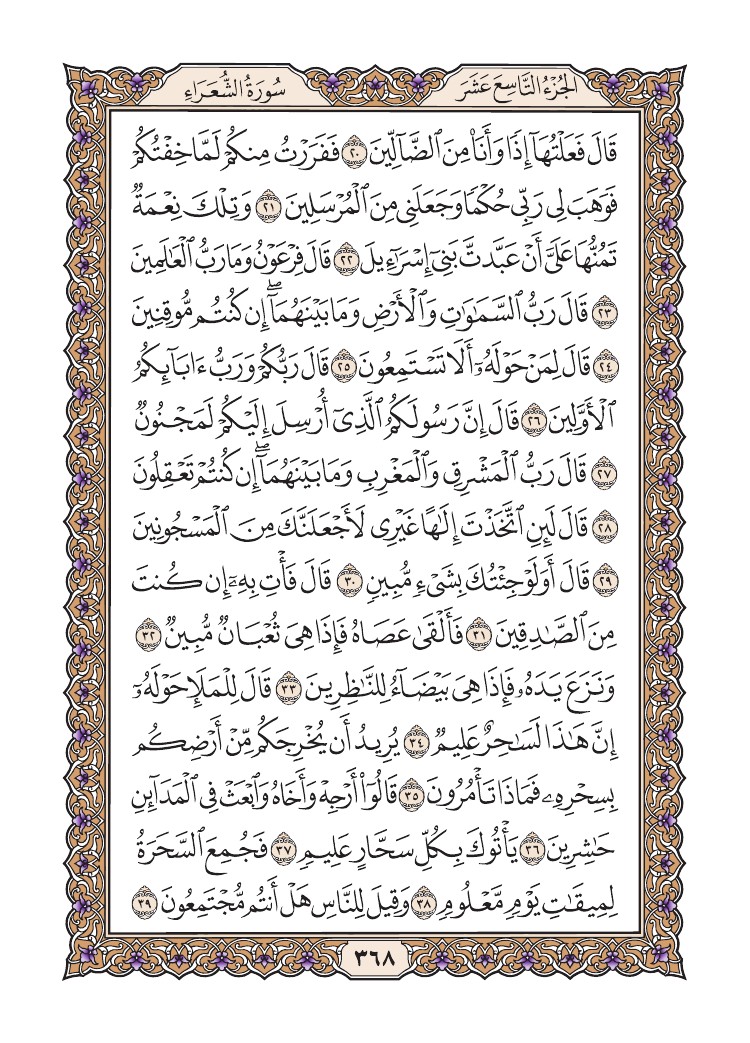 الجُزْءُ التَّاسِعَ عَشَرَ
سُورَةُ الشُّعَرَاءِ
قَالَ فَعَلْتُهَآ إِذٗا وَأَنَا۠ مِنَ ٱلضَّآلِّينَ ٢٠ فَفَرَرۡتُ مِنكُمۡ لَمَّا خِفۡتُكُمۡ
فَوَهَبَ لِي رَبِّي حُكۡمٗا وَجَعَلَنِي مِنَ ٱلۡمُرۡسَلِينَ ٢١ وَتِلۡكَ نِعۡمَةٞ
تَمُنُّهَا عَلَيَّ أَنۡ عَبَّدتَّ بَنِيٓ إِسۡرَٰٓءِيلَ ٢٢ قَالَ فِرۡعَوۡنُ وَمَا رَبُّ ٱلۡعَٰلَمِينَ
٢٣ قَالَ رَبُّ ٱلسَّمَٰوَٰتِ وَٱلۡأَرۡضِ وَمَا بَيۡنَهُمَآۖ إِن كُنتُم مُّوقِنِينَ
٢٤ قَالَ لِمَنۡ حَوۡلَهُۥٓ أَلَا تَسۡتَمِعُونَ ٢٥ قَالَ رَبُّكُمۡ وَرَبُّ ءَابَآئِكُمُ
ٱلۡأَوَّلِينَ ٢٦ قَالَ إِنَّ رَسُولَكُمُ ٱلَّذِيٓ أُرۡسِلَ إِلَيۡكُمۡ لَمَجۡنُونٞ
٢٧ قَالَ رَبُّ ٱلۡمَشۡرِقِ وَٱلۡمَغۡرِبِ وَمَا بَيۡنَهُمَآۖ إِن كُنتُمۡ تَعۡقِلُونَ
٢٨ قَالَ لَئِنِ ٱتَّخَذۡتَ إِلَٰهًا غَيۡرِي لَأَجۡعَلَنَّكَ مِنَ ٱلۡمَسۡجُونِينَ
٢٩ قَالَ أَوَلَوۡ جِئۡتُكَ بِشَيۡءٖ مُّبِينٖ ٣٠ قَالَ فَأۡتِ بِهِۦٓ إِن كُنتَ
مِنَ ٱلصَّٰدِقِينَ ٣١ فَأَلۡقَىٰ عَصَاهُ فَإِذَا هِيَ ثُعۡبَانٞ مُّبِينٞ ٣٢
وَنَزَعَ يَدَهُۥ فَإِذَا هِيَ بَيۡضَآءُ لِلنَّٰظِرِينَ ٣٣ قَالَ لِلۡمَلَإِ حَوۡلَهُۥٓ
إِنَّ هَٰذَا لَسَٰحِرٌ عَلِيمٞ ٣٤ يُرِيدُ أَن يُخۡرِجَكُم مِّنۡ أَرۡضِكُم
بِسِحۡرِهِۦ فَمَاذَا تَأۡمُرُونَ ٣٥ قَالُوٓاْ أَرۡجِهۡ وَأَخَاهُ وَٱبۡعَثۡ فِي ٱلۡمَدَآئِنِ
حَٰشِرِينَ ٣٦ يَأۡتُوكَ بِكُلِّ سَحَّارٍ عَلِيمٖ ٣٧ فَجُمِعَ ٱلسَّحَرَةُ
لِمِيقَٰتِ يَوۡمٖ مَّعۡلُومٖ ٣٨ وَقِيلَ لِلنَّاسِ هَلۡ أَنتُم مُّجۡتَمِعُونَ ٣٩
٣٦٨